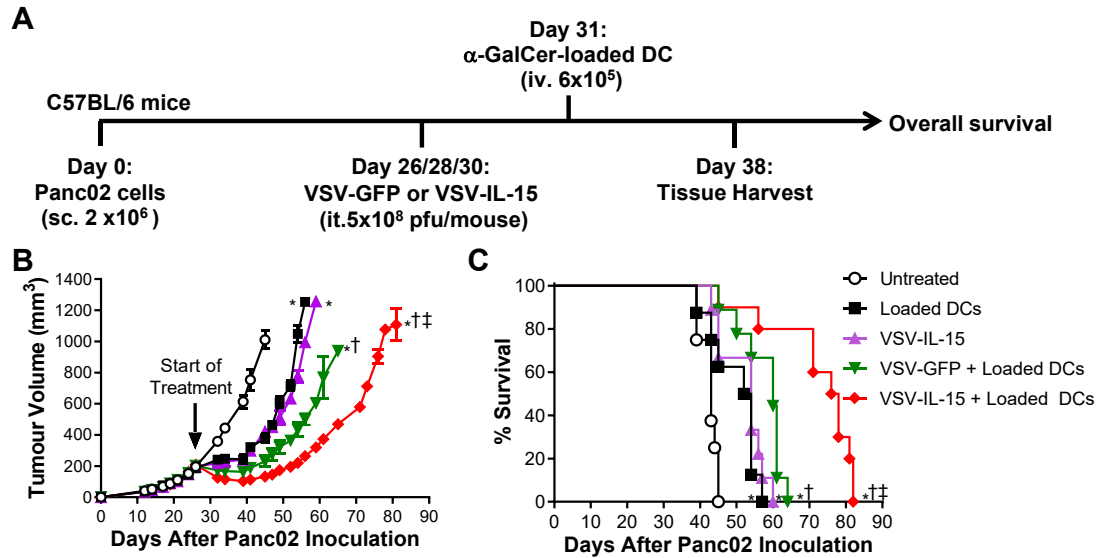 A
Day 31:
α-GalCer-loaded DC
(iv. 6x10⁵)
C57BL/6 mice
Overall survival
Day 0:
Panc02 cells
(sc. 2 x10⁶ )
Day 26/28/30:
VSV-GFP or VSV-IL-15
(it.5x10⁸ pfu/mouse)
Day 38:
Tissue Harvest
B
Tumour Volume (mm³)
1400
1200
1000
800
600
400
200
0
Start of
Treatment
* *
*†
*†‡
0 10 20 30 40 50 60 70 80 90
Days After Panc02 Inoculation
C
% Survival
100
80
60
40
20
0
* * *† *†‡
0 10 20 30 40 50 60 70 80 90
Days After Panc02 Inoculation
Untreated
Loaded DCs
VSV-IL-15
VSV-GFP + Loaded DCs
VSV-IL-15 + Loaded DCs